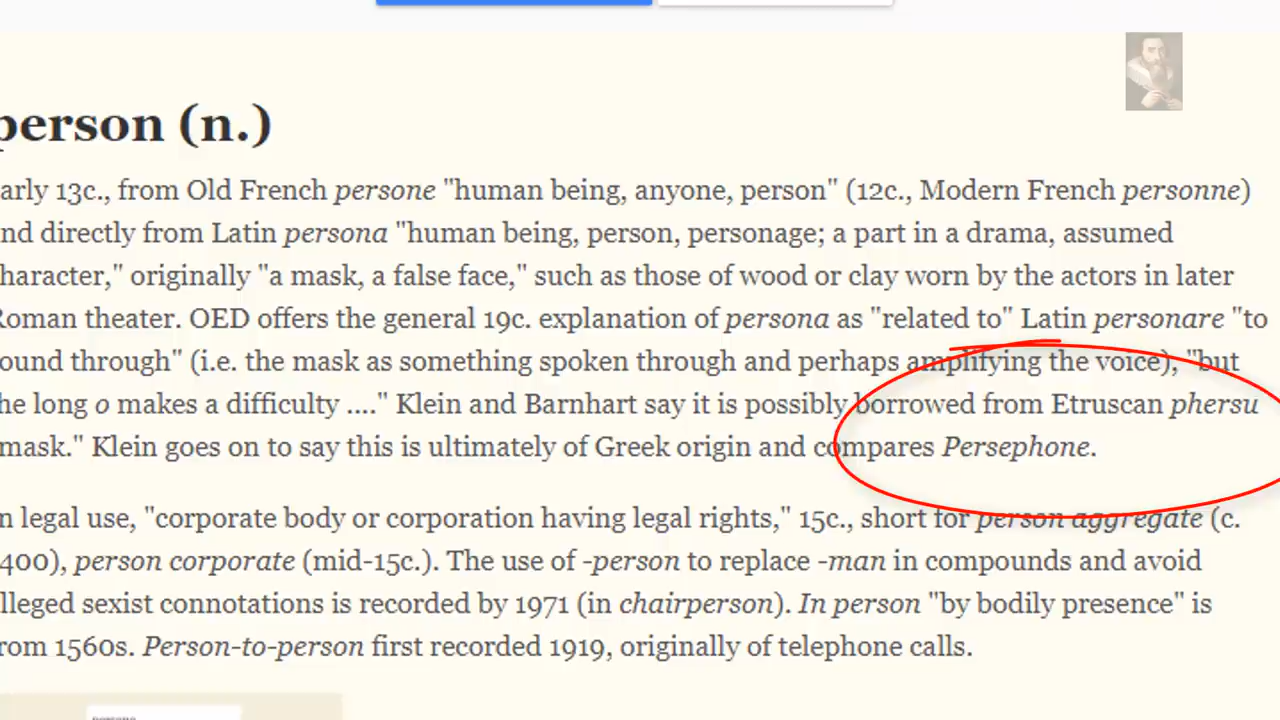 person (n.)
arly 13c., from Old French persone "human being, anyone, person" (12c., Modern French personne)
nd directly from Latin persona "human being, person, personage; a part in a drama, assumed
haracter," originally "a mask, a false face," such as those of wood or clay worn by the actors in later
Roman theater. OED offers the general 19c. explanation of persona as "related to" Latin personare "to
ound through" (i.e. the mask as something spoken through and perhaps amplifying the voice), "but
he long o makes a difficulty ...." Klein and Barnhart say it is possibly borrowed from Etruscan phersu
mask." Klein goes on to say this is ultimately of Greek origin and compares Persephone.
n legal use, "corporate body or corporation having legal rights," 15c., short for person aggregate (c.
400), person corporate (mid-15c.). The use of -person to replace -man in compounds and avoid
lleged sexist connotations is recorded by 1971 (in chairperson). In person "by bodily presence" is
rom 1560s. Person-to-person first recorded 1919, originally of telephone calls.